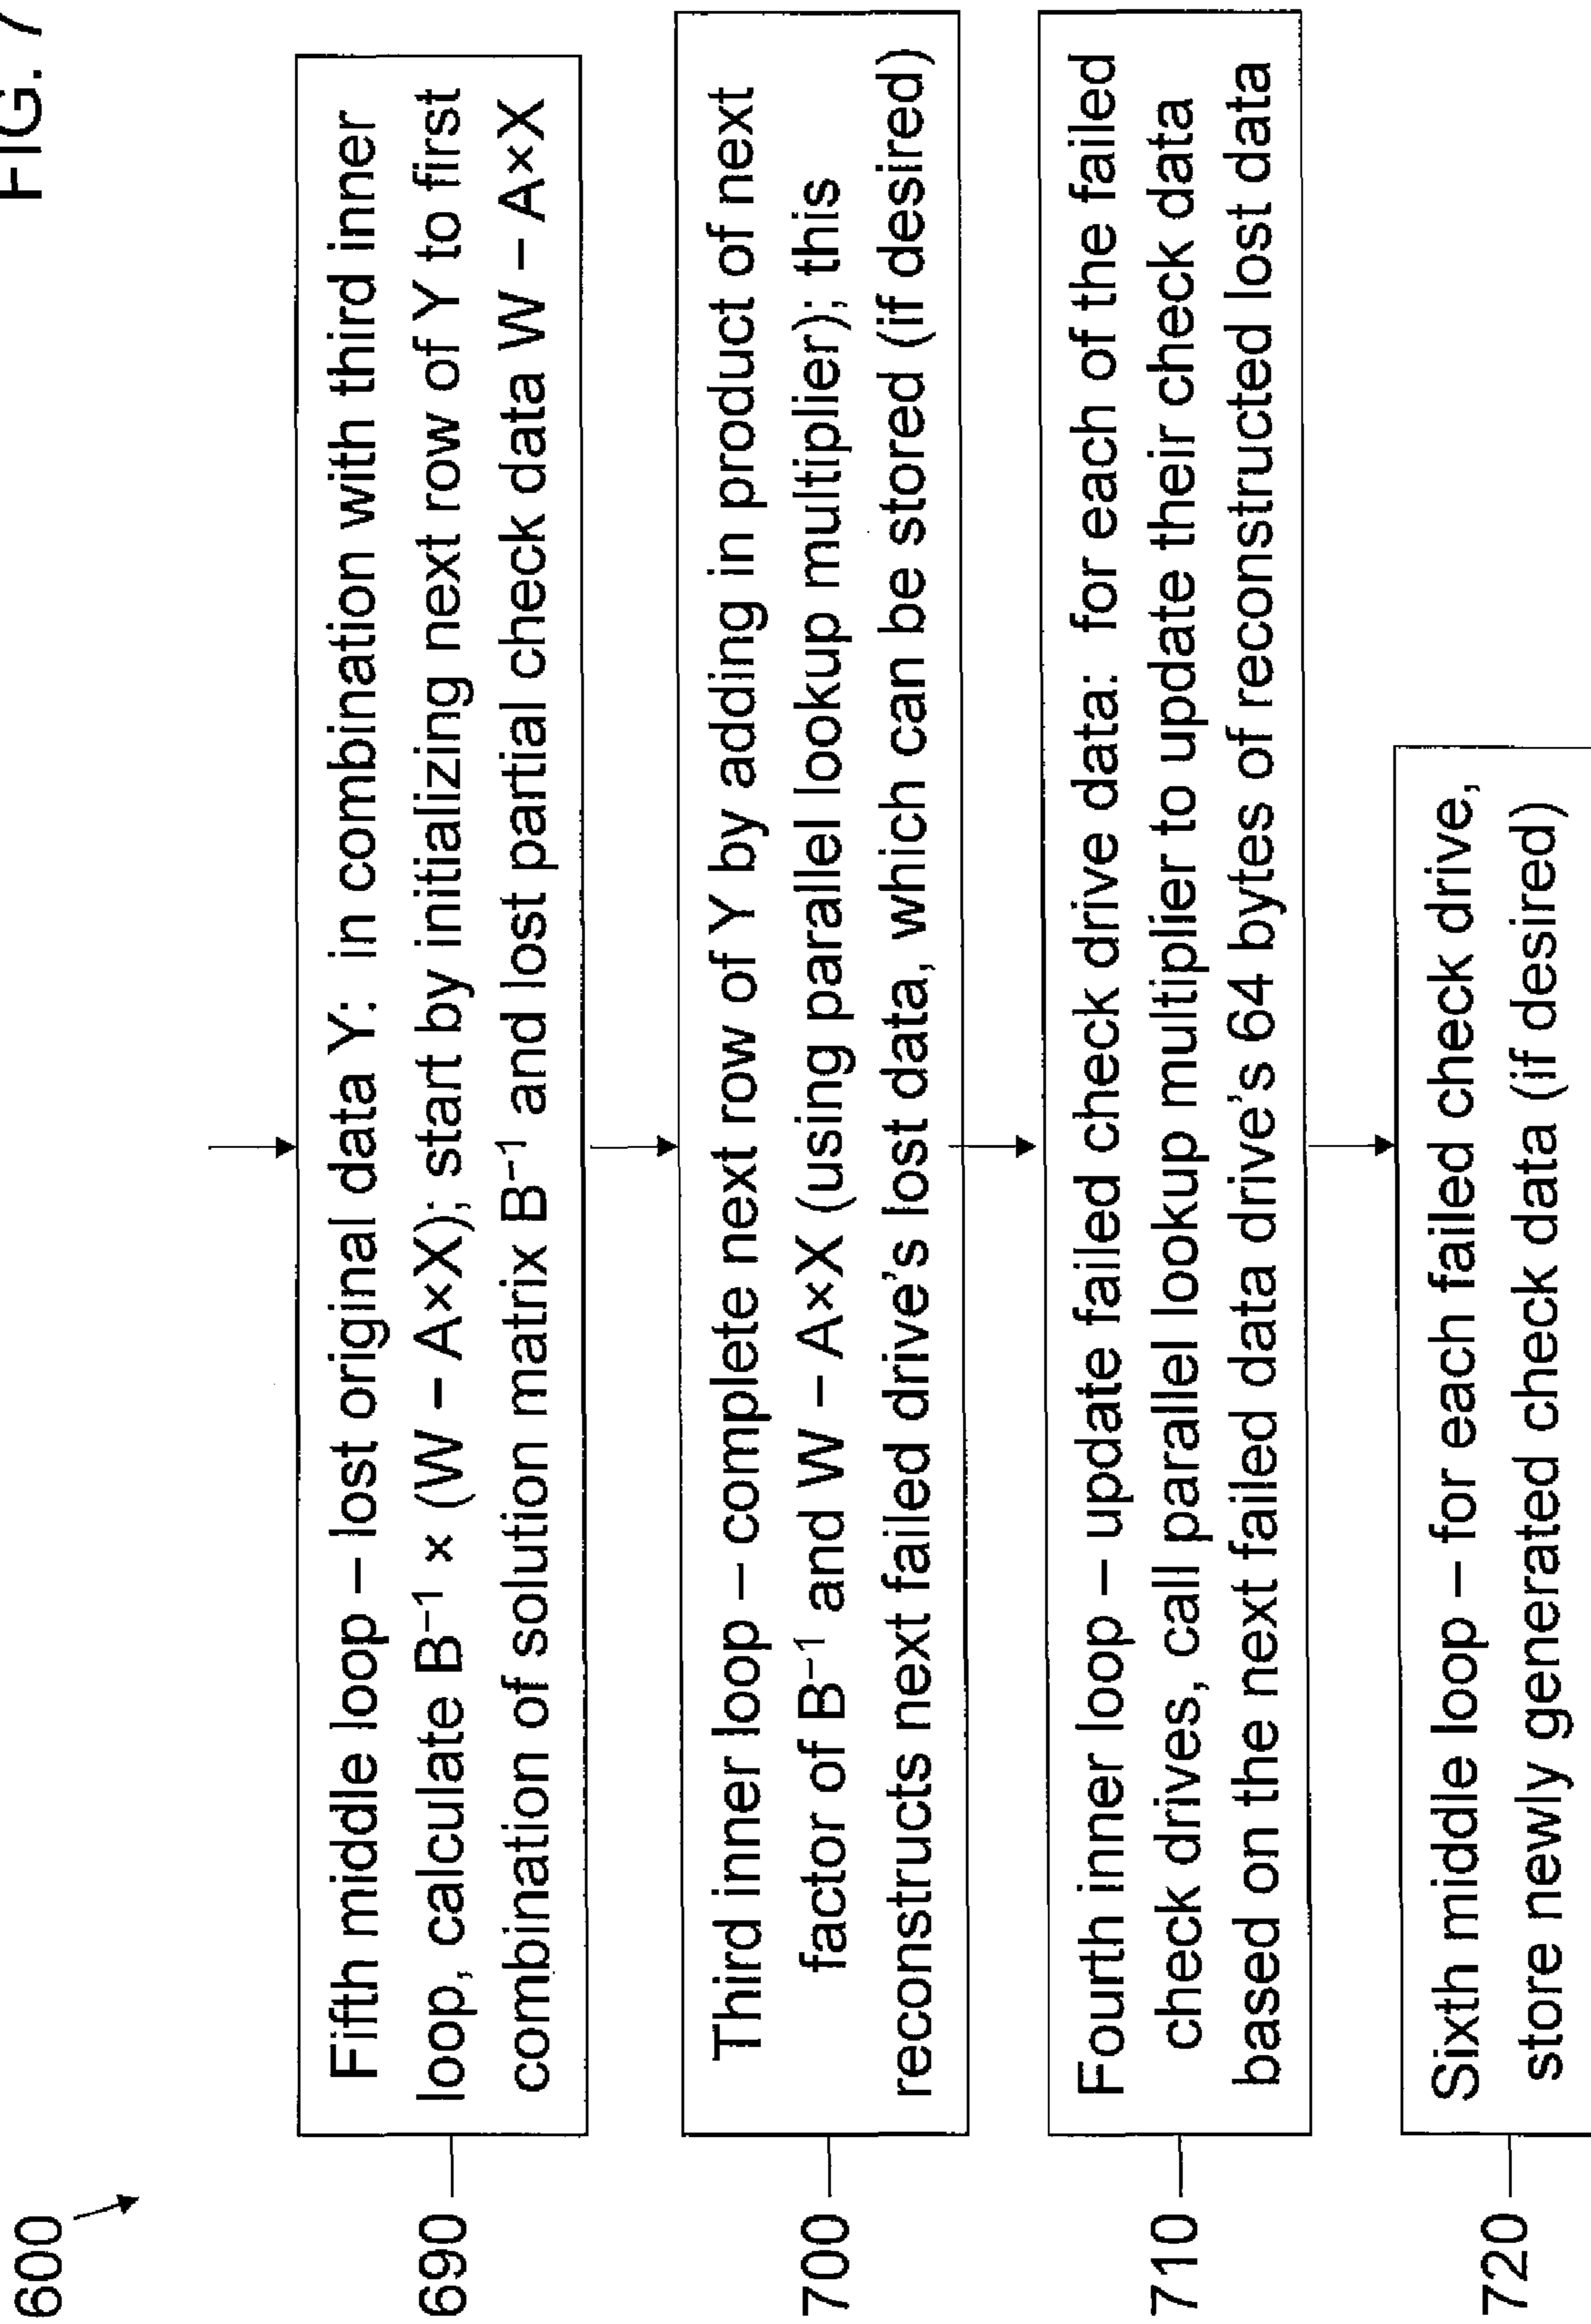 FIG. 7
600
690
Fifth middle loop – lost original data Y: in combination with third inner
loop, calculate B⁻¹ × (W – A×X); start by initializing next row of Y to first
combination of solution matrix B⁻¹ and lost partial check data W – A×X
700
Third inner loop – complete next row of Y by adding in product of next
factor of B⁻¹ and W – A×X (using parallel lookup multiplier); this
reconstructs next failed drive's lost data, which can be stored (if desired)
710
Fourth inner loop – update failed check drive data: for each of the failed
check drives, call parallel lookup multiplier to update their check data
based on the next failed data drive's 64 bytes of reconstructed lost data
720
Sixth middle loop – for each failed check drive,
store newly generated check data (if desired)